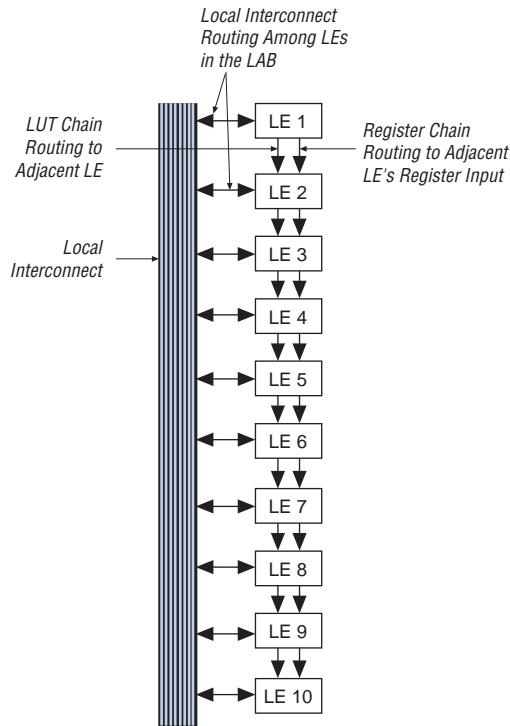 Local Interconnect
Routing Among LEs
in the LAB
LUT Chain
Routing to
Adjacent LE
Register Chain
Routing to Adjacent
LE's Register Input
Local
Interconnect
LE 1
LE 2
LE 3
LE 4
LE 5
LE 6
LE 7
LE 8
LE 9
LE 10